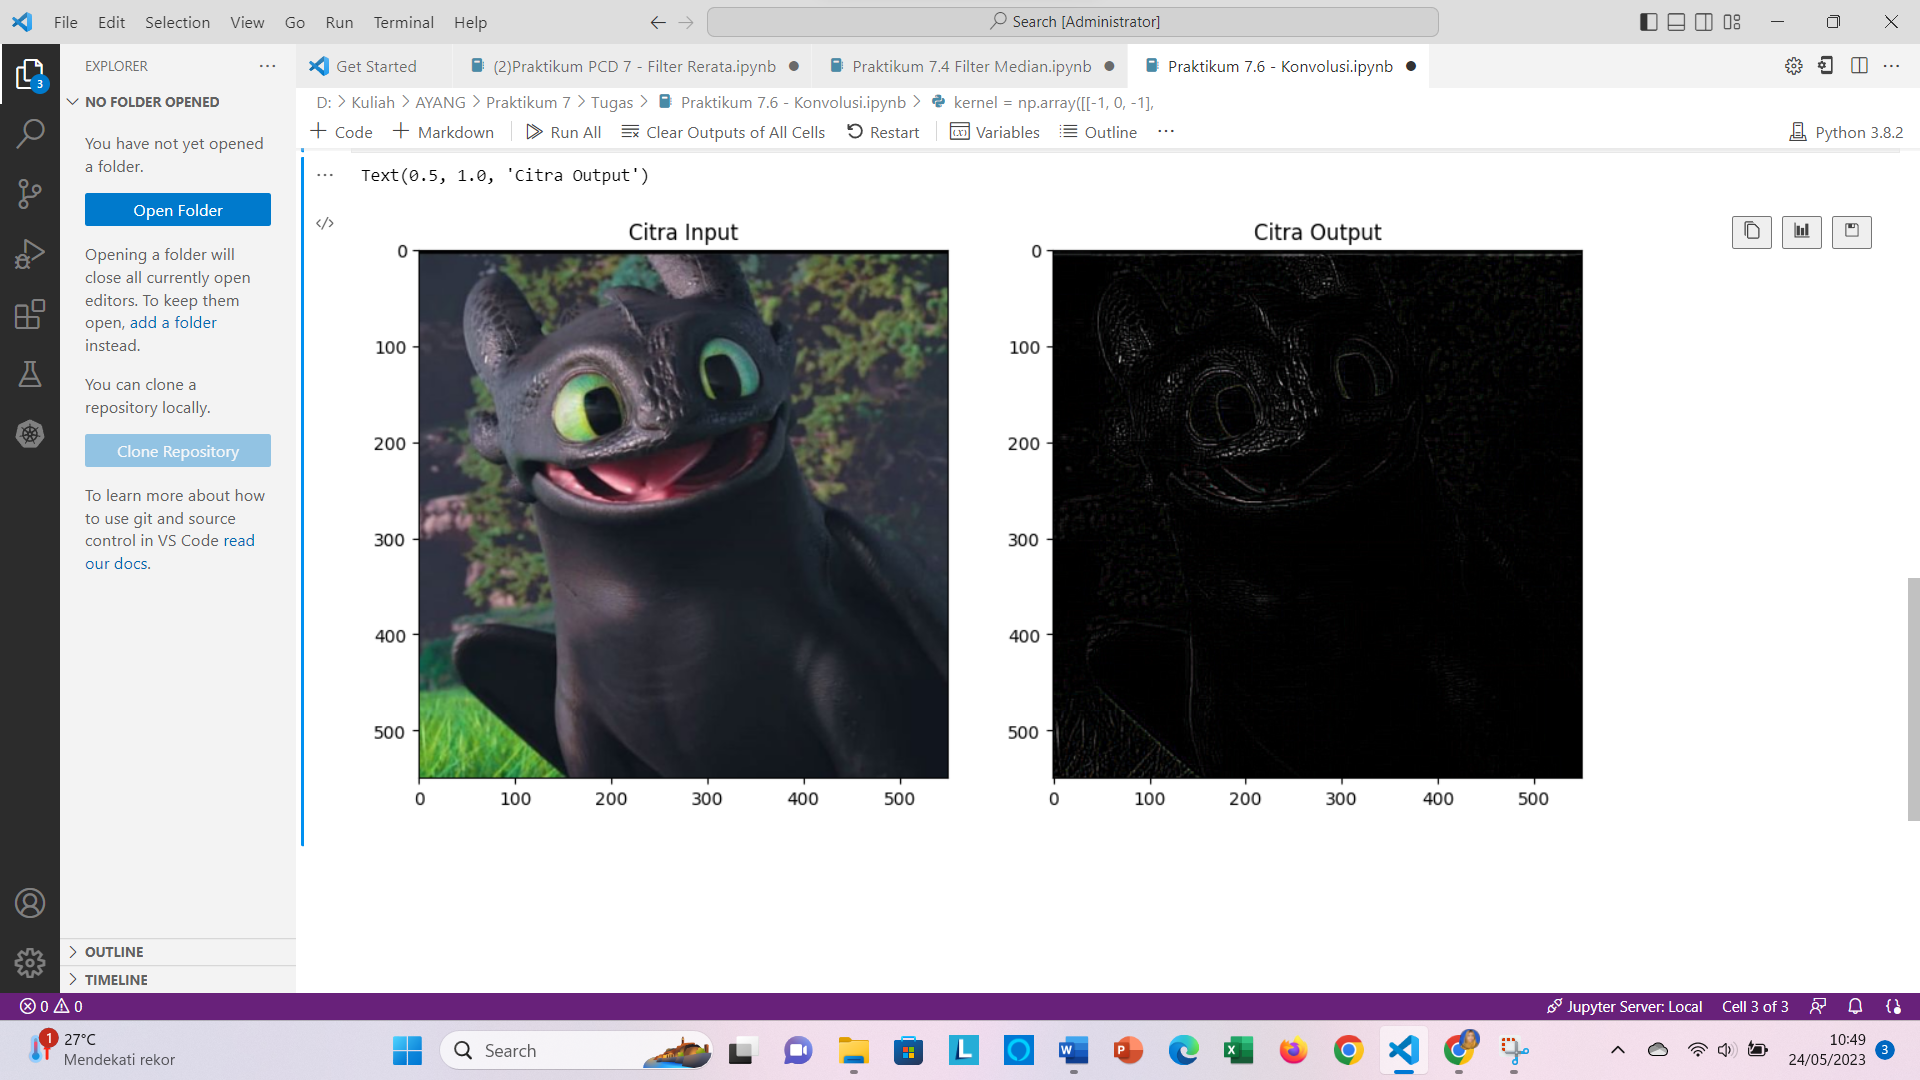 File Edit Selection View Go Run Terminal Help
Search [Administrator]
EXPLORER
Get Started
(2)Praktikum PCD 7 - Filter Rerata.ipynb
Praktikum 7.4 Filter Median.ipynb
Praktikum 7.6 - Konvolusi.ipynb
3
NO FOLDER OPENED
D: > Kuliah > AYANG > Praktikum 7 > Tugas > Praktikum 7.6 - Konvolusi.ipynb > kernel = np.array([[-1, 0, -1],
+ Code + Markdown Run All Clear Outputs of All Cells Restart Variables Outline ... Python 3.8.2
You have not yet opened
a folder.
Open Folder
Opening a folder will
close all currently open
editors. To keep them
open, add a folder
instead.
You can clone a
repository locally.
Clone Repository
To learn more about how
to use git and source
control in VS Code read
our docs.
OUTLINE
TIMELINE
Text(0.5, 1.0, 'Citra Output')
Citra Input
0
100
200
300
400
500
0 100 200 300 400 500
Citra Output
0
100
200
300
400
500
0 100 200 300 400 500
0 0
Jupyter Server: Local Cell 3 of 3
1
27°C
Mendekati rekor
Search
10:49
24/05/2023
3